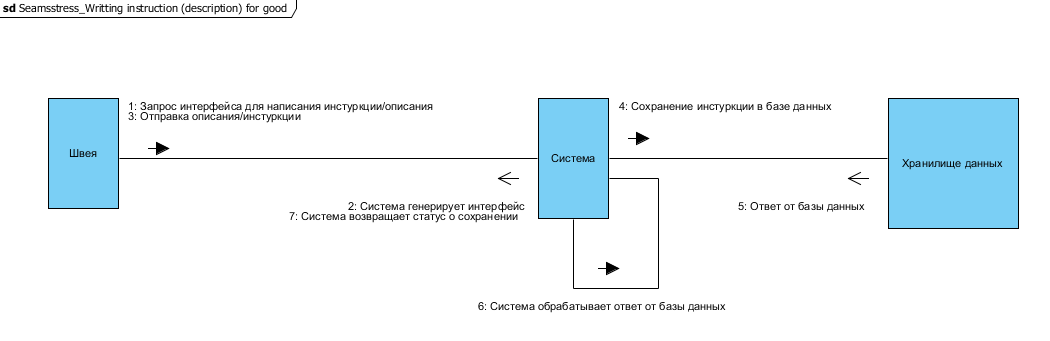 sd Seamsstress_Writting instruction (description) for good
1: Запрос интерфейса для написания инстуркции/описания
3: Отправка описания/инстуркции
4: Сохранение инстуркции в базе данных
Швея
Система
Хранилище данных
2: Система генерирует интерфейс
7: Система возвращает статус о сохранении
5: Ответ от базы данных
6: Система обрабатывает ответ от базы данных